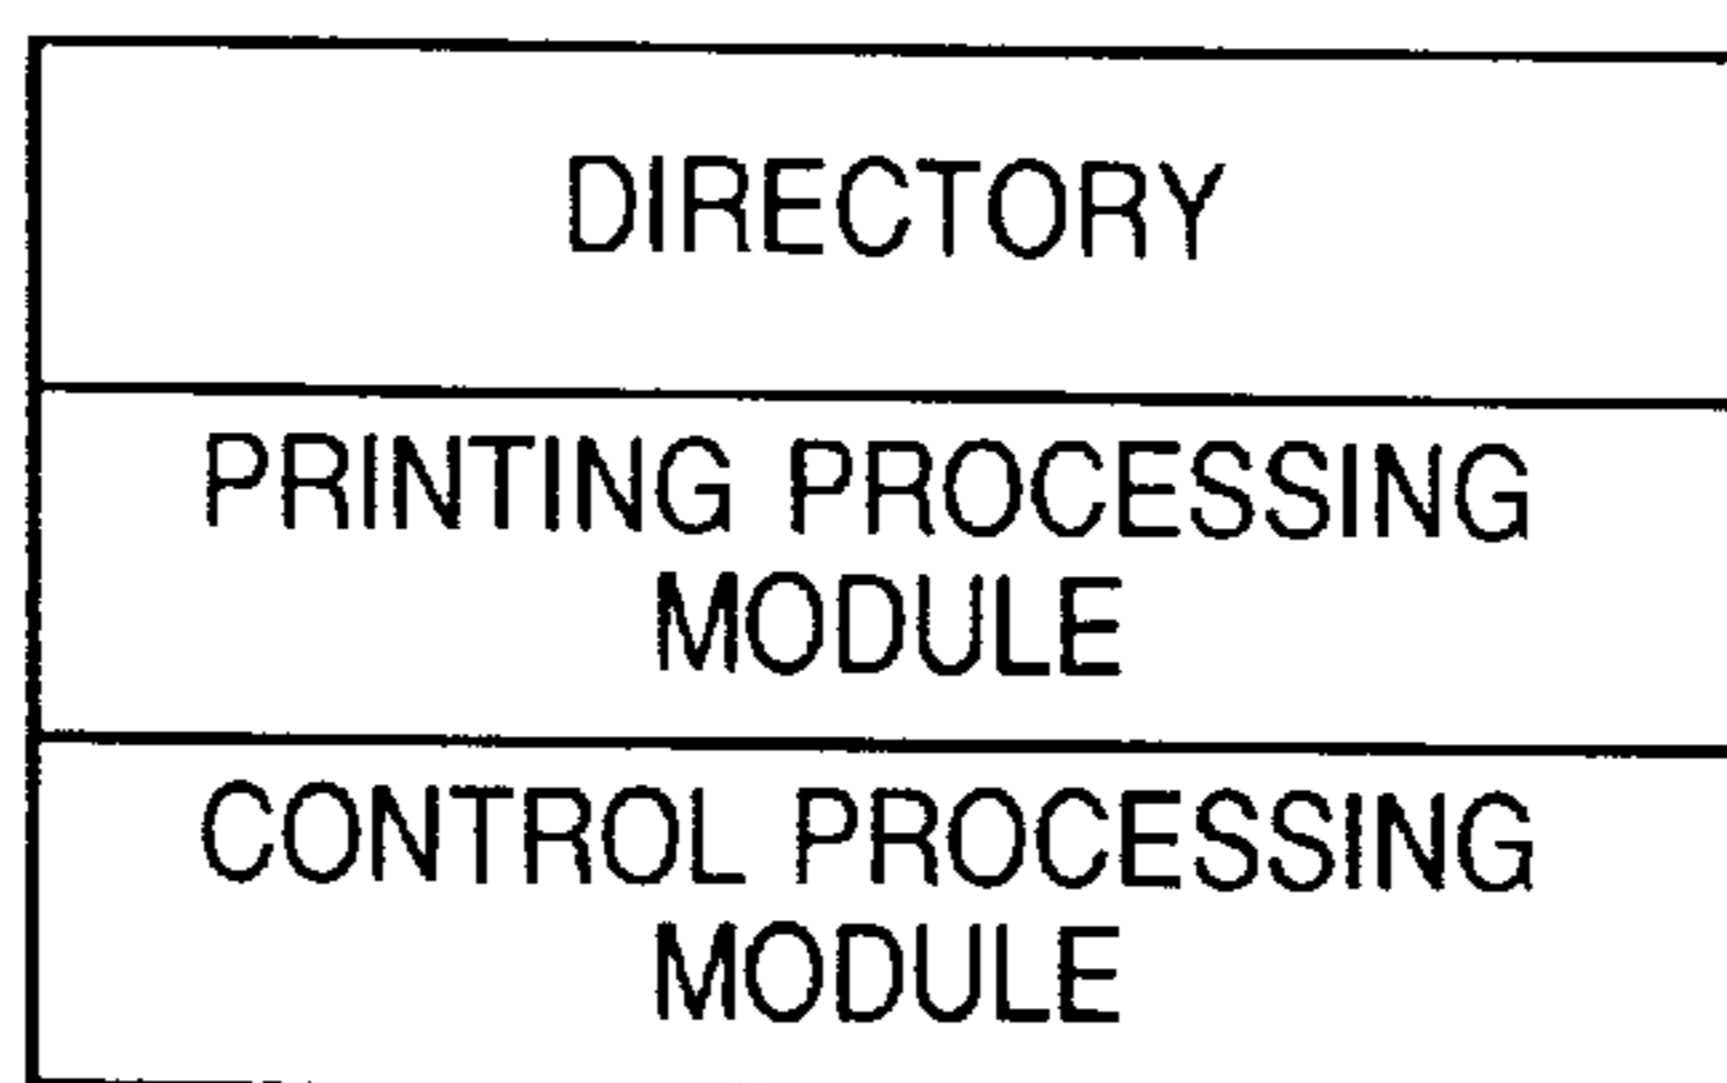 DIRECTORY
PRINTING PROCESSING
MODULE
CONTROL PROCESSING
MODULE